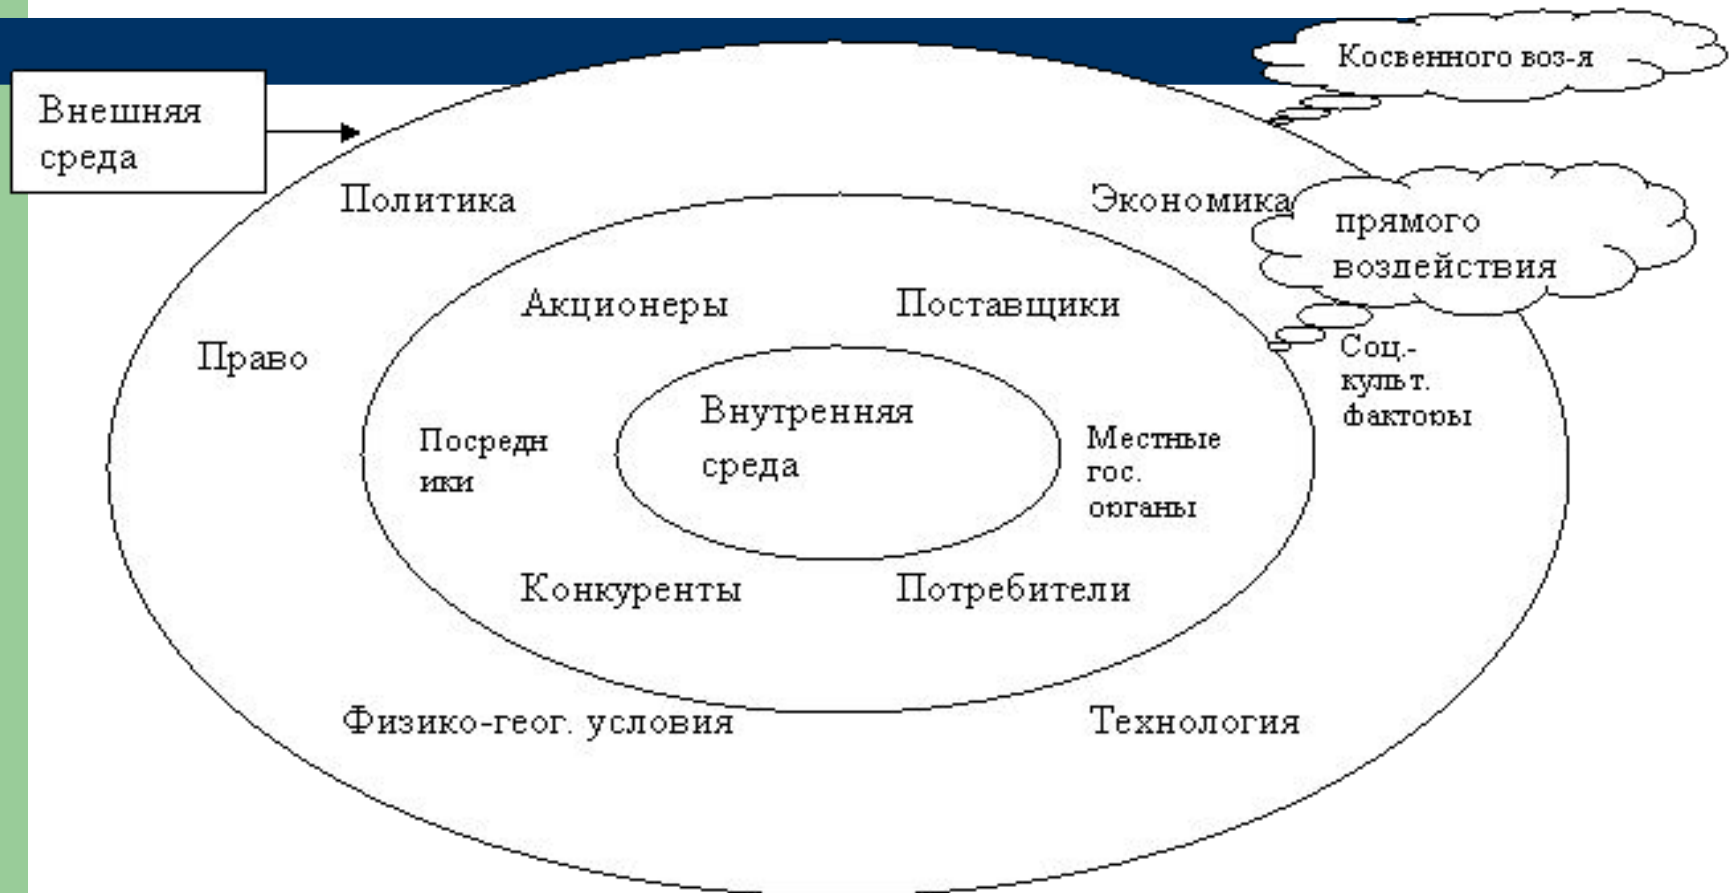 Косвенного воз-я
Внешняя
среда
Политика
Экономика
прямого
воздействия
Акционеры
Поставщики
Право
Соц.-
культ.
факторы
Внутренняя
среда
Посредн
ики
Местные
гос.
органы
Конкуренты
Потребители
Физико-геог. условия
Технология